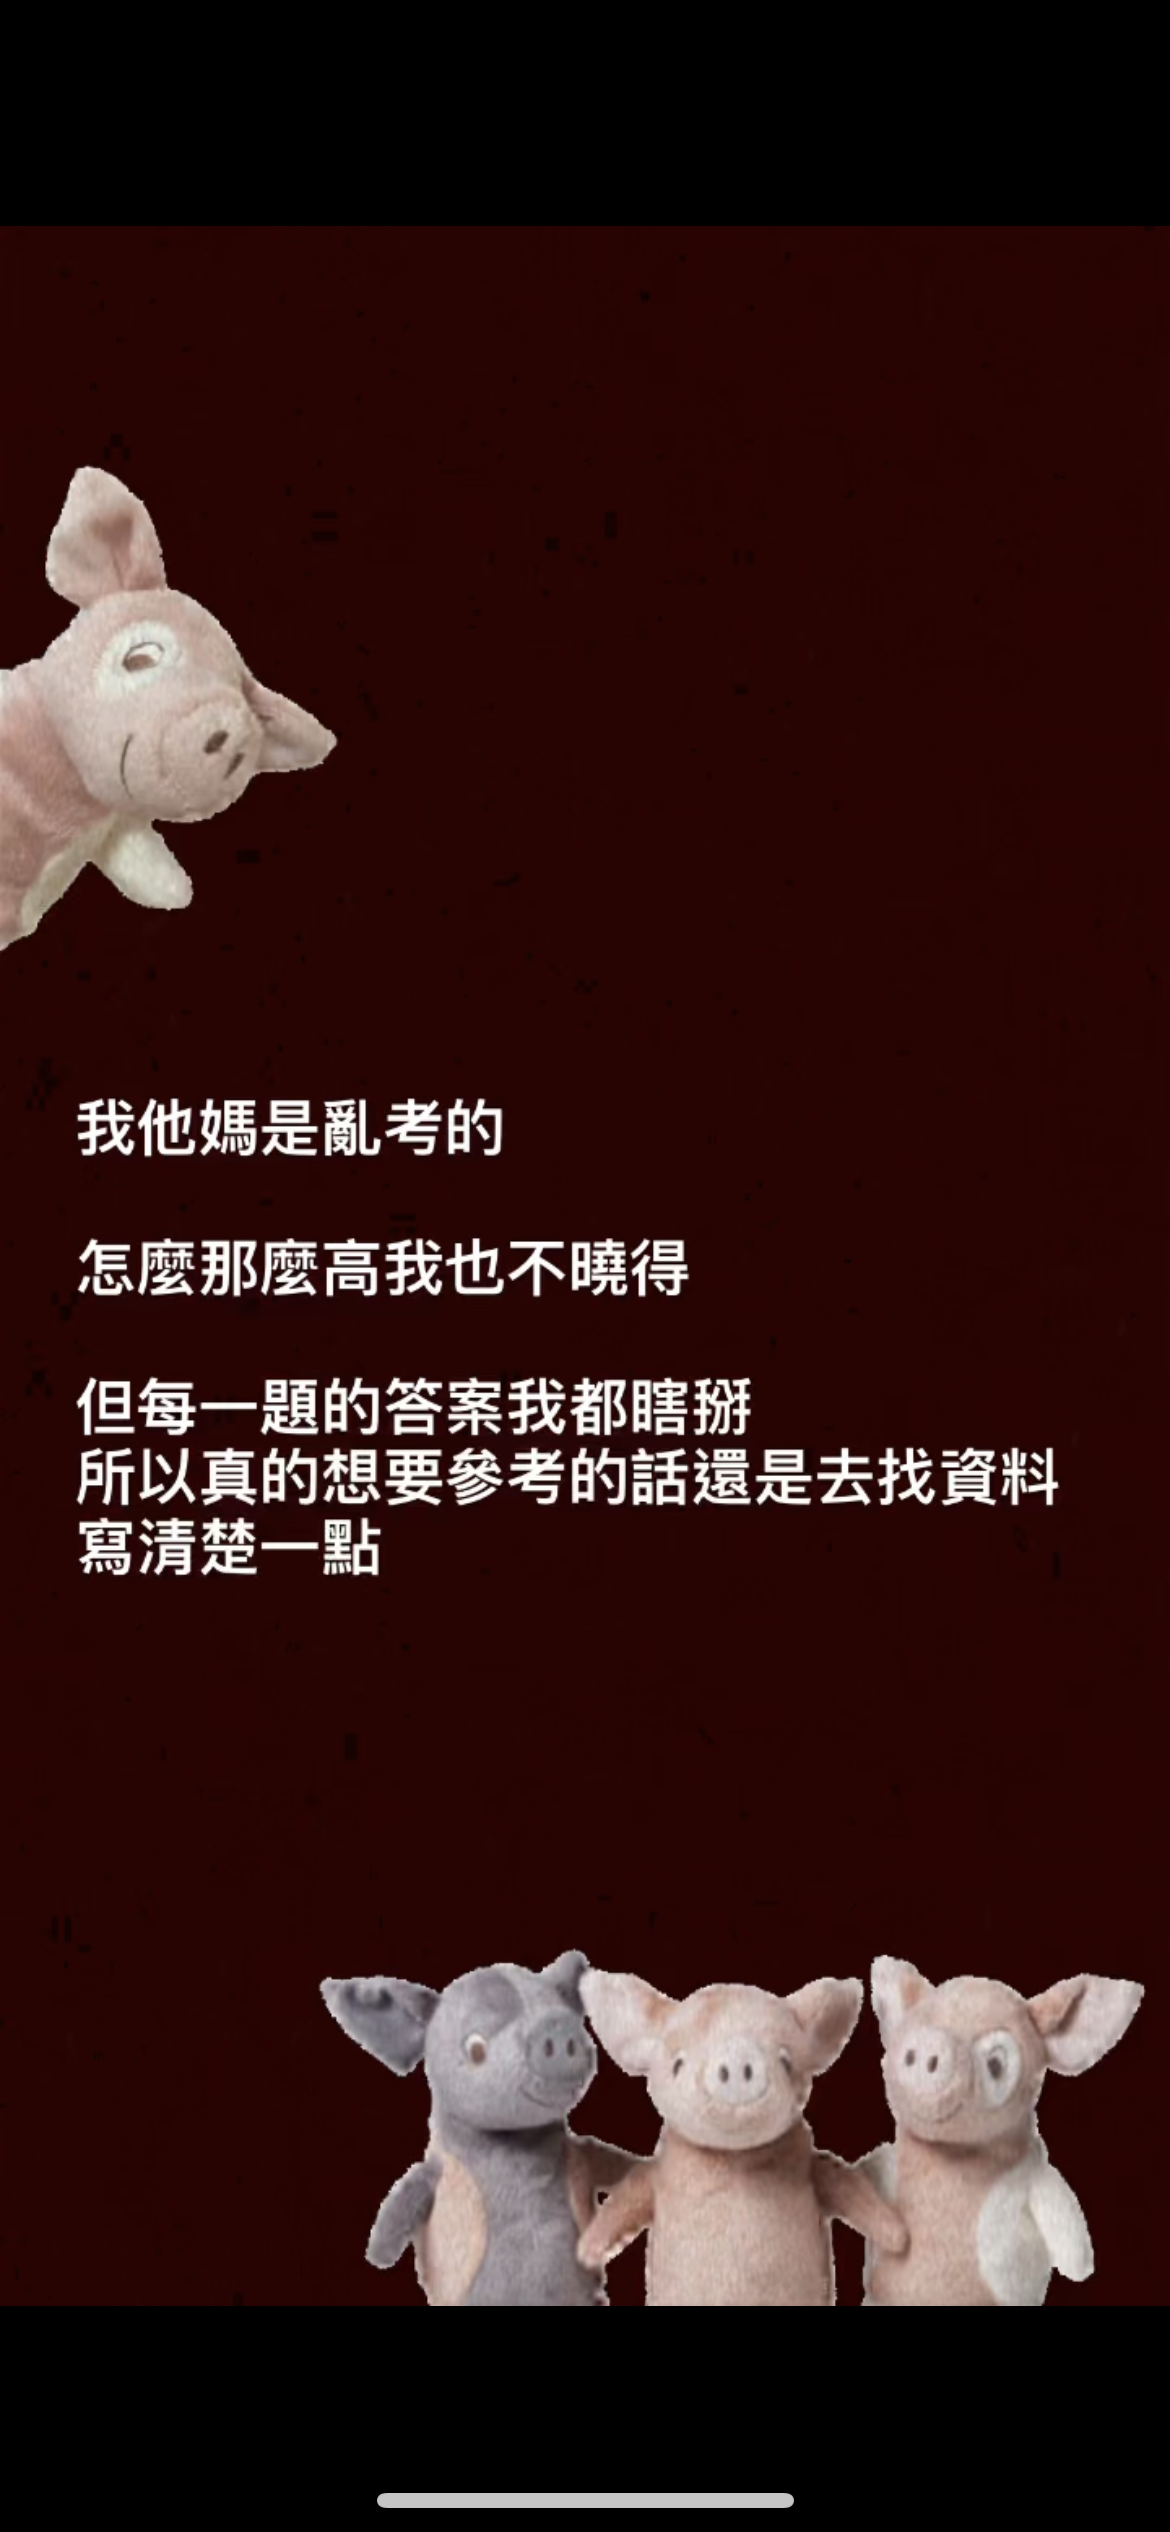 我他媽是亂考的
怎麼那麼高我也不曉得
但每一題的答案我都瞎掰
所以真的想要參考的話還是去找資料
寫清楚一點